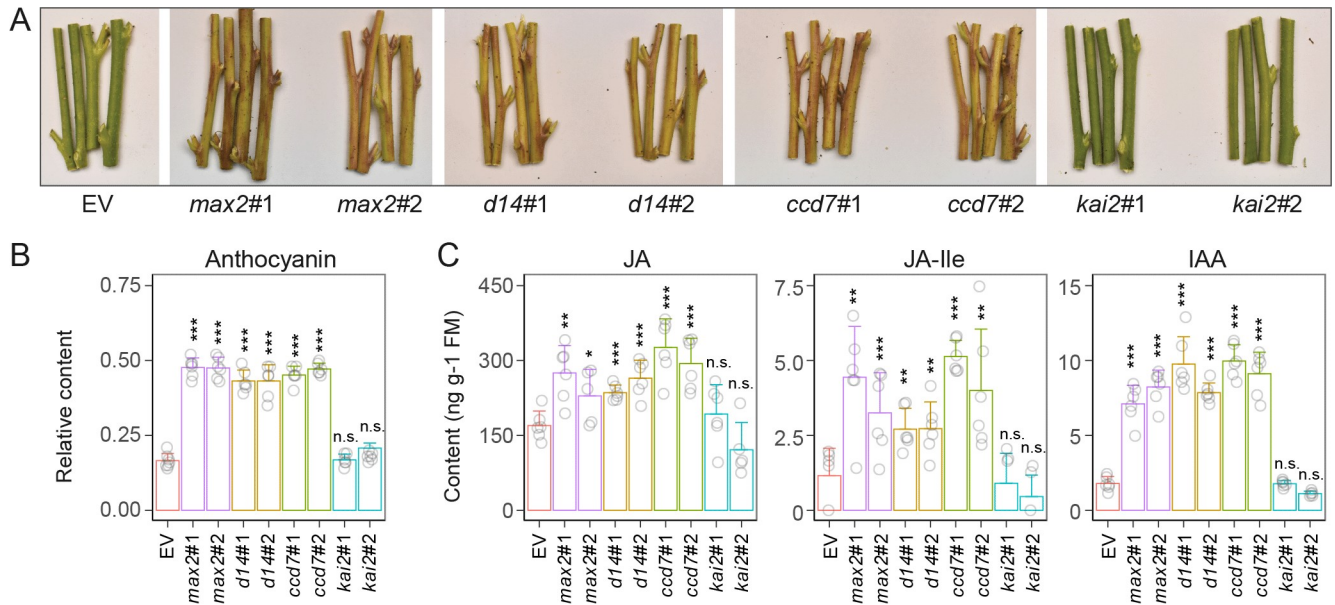 A
EV max2#1 max2#2 d14#1 d14#2 ccd7#1 ccd7#2 kai2#1 kai2#2
B
Anthocyanin
Relative content
0.75
0.50
0.25
0.00
*** *** *** *** *** *** n.s. n.s.
EV max2#1 max2#2 d14#1 d14#2 ccd7#1 ccd7#2 kai2#1 kai2#2
C
Content (ng g-1 FM)
JA
450
300
150
0
** * *** *** *** *** n.s. n.s.
EV max2#1 max2#2 d14#1 d14#2 ccd7#1 ccd7#2 kai2#1 kai2#2
JA-Ile
7.5
5.0
2.5
0
** *** ** ** *** ** n.s. n.s.
EV max2#1 max2#2 d14#1 d14#2 ccd7#1 ccd7#2 kai2#1 kai2#2
IAA
15
10
5
0
*** *** *** *** *** *** n.s. n.s.
EV max2#1 max2#2 d14#1 d14#2 ccd7#1 ccd7#2 kai2#1 kai2#2